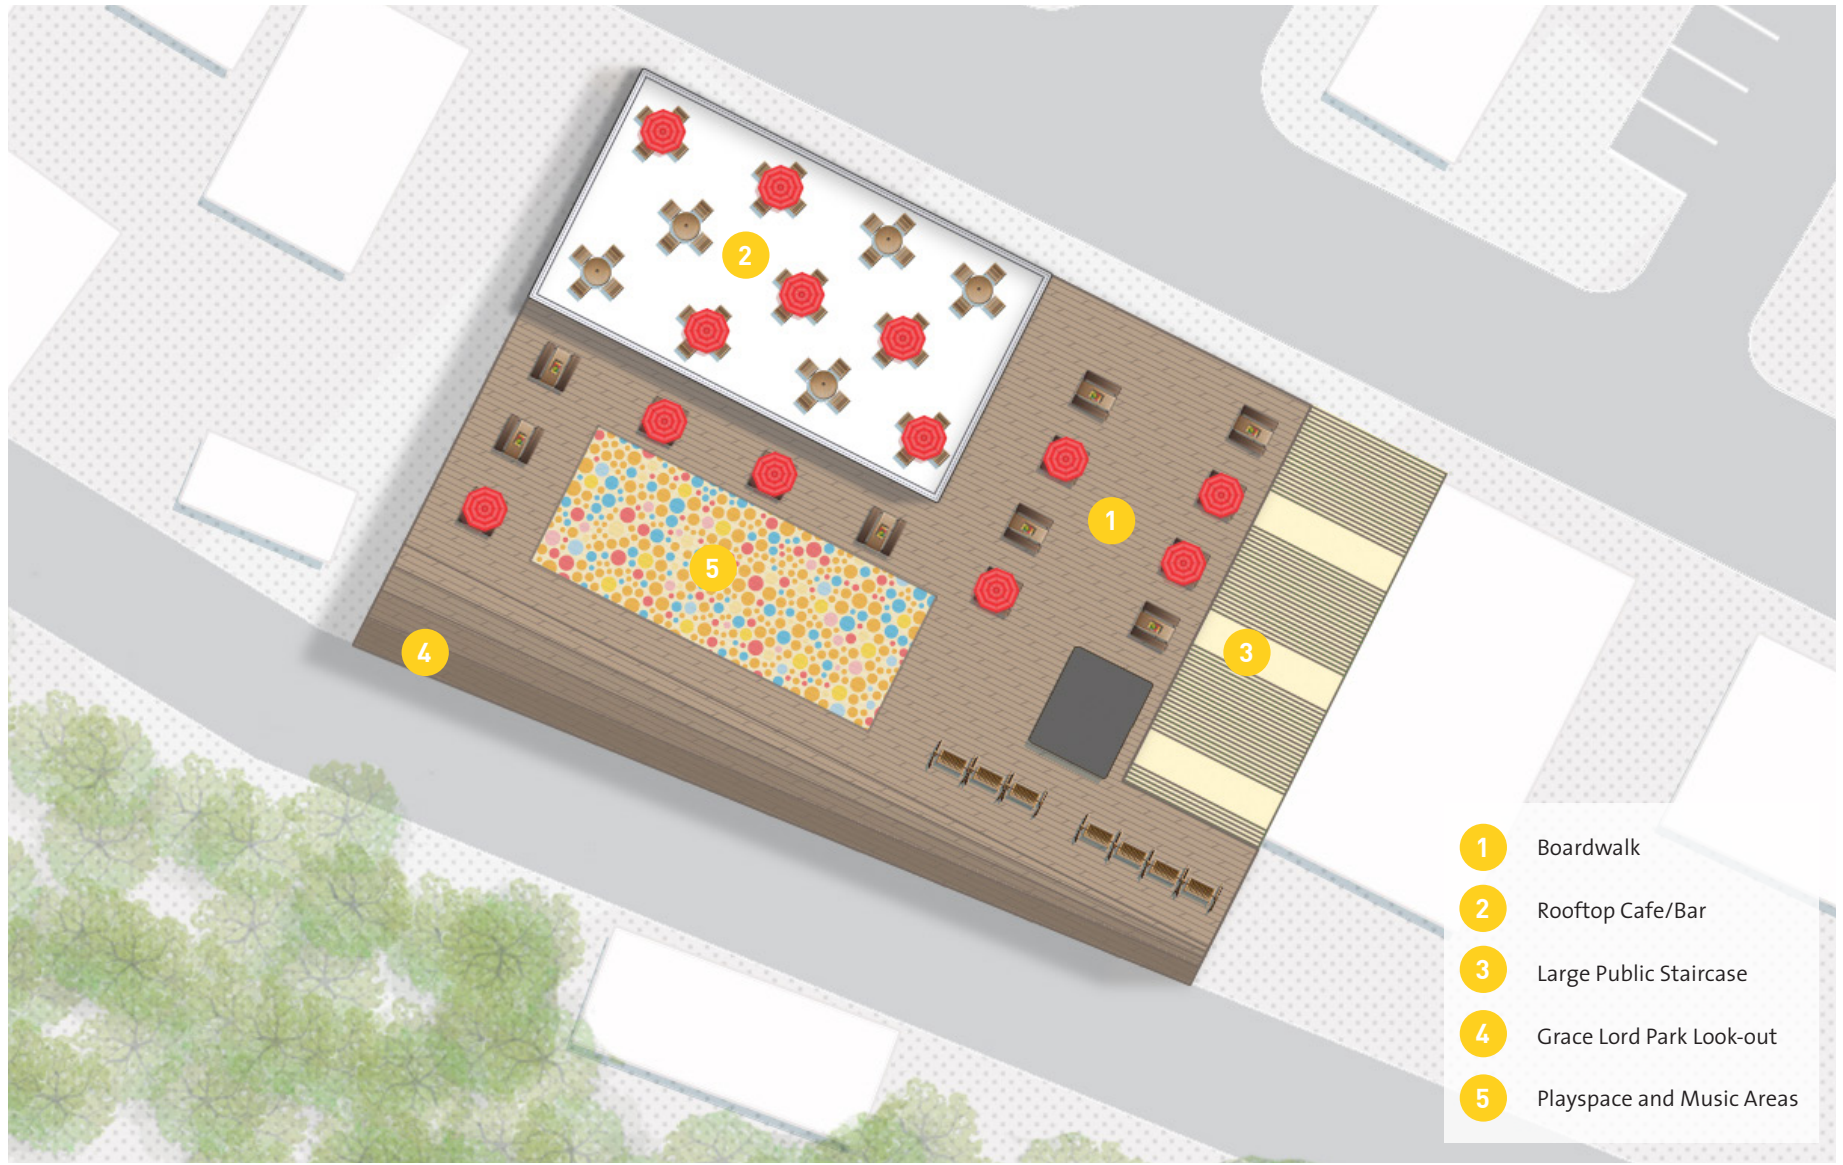 2
1
5
3
4
1 Boardwalk
2 Rooftop Cafe/Bar
3 Large Public Staircase
4 Grace Lord Park Look-out
5 Playspace and Music Areas